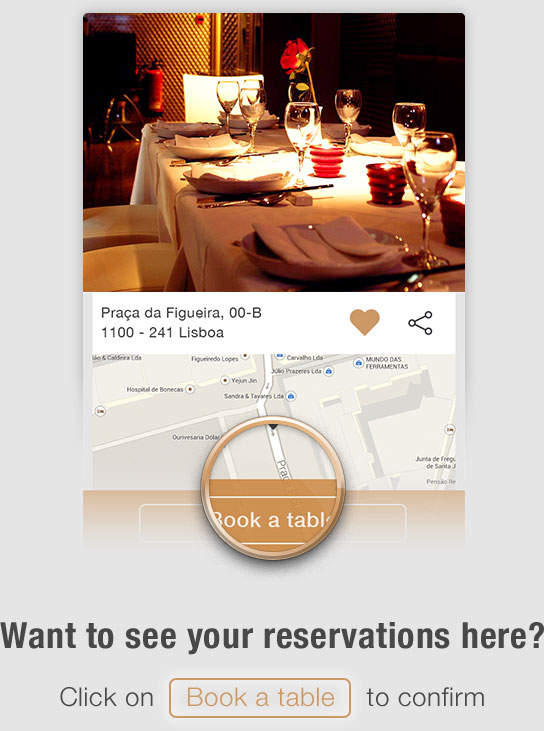 Praça da Figueira, 00-B
1100 - 241 Lisboa
ão & Caldeira Lda
Figueiredo Lopes
Carvalho Lda
MUNDO DAS
FERRAMENTAS
Júlio Prazeres Lda
Yejun Jin
Hospital de Bonecas
Sandra & Tavares Lda
Ourivesaria Dólar
Junta de Freg
de Santa J
Pensão Re
Book a table
Want to see your reservations here?
Click on Book a table to confirm